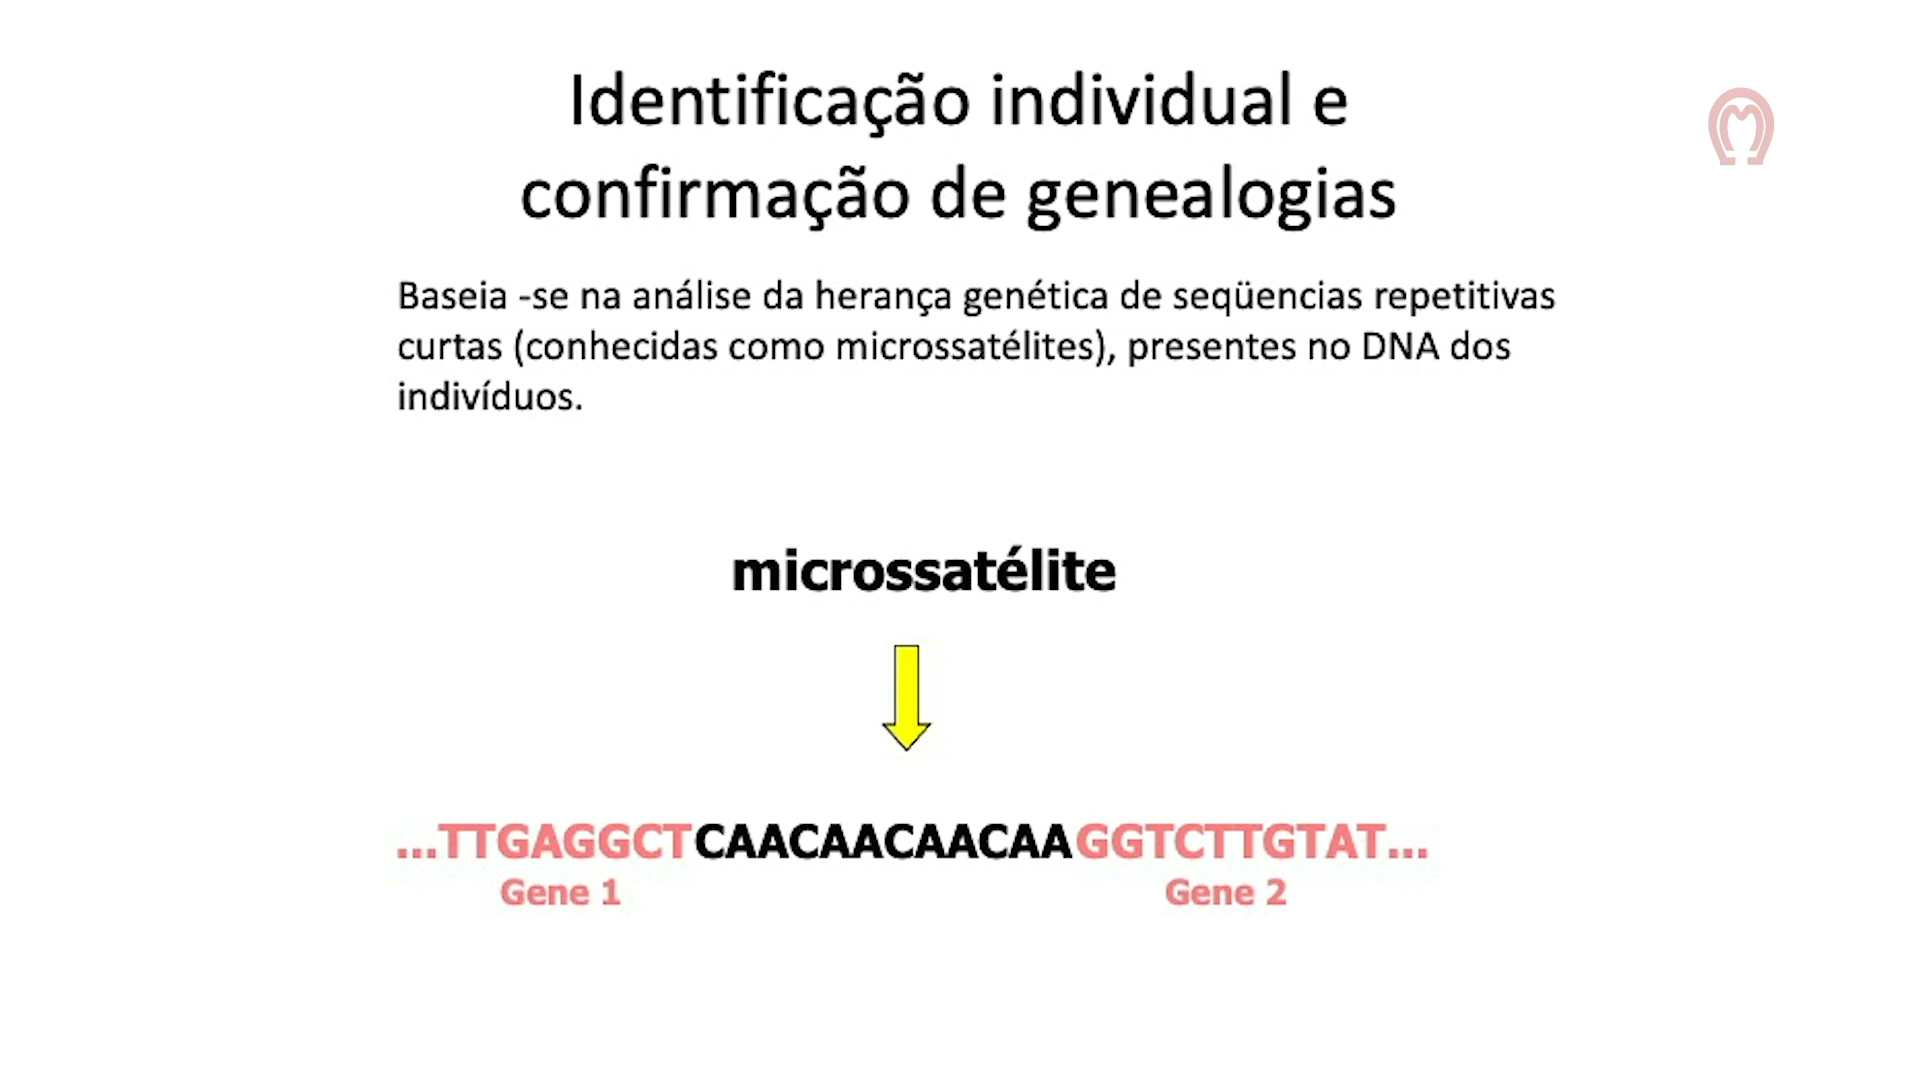 Identificação individual e
confirmação de genealogias
Baseia -se na análise da herança genética de seqüencias repetitivas
curtas (conhecidas como microssatélites), presentes no DNA dos
indivíduos.
microssatélite
...TTGAGGCTCAACAACAACAAGGTCTTGTAT...
Gene 1 Gene 2